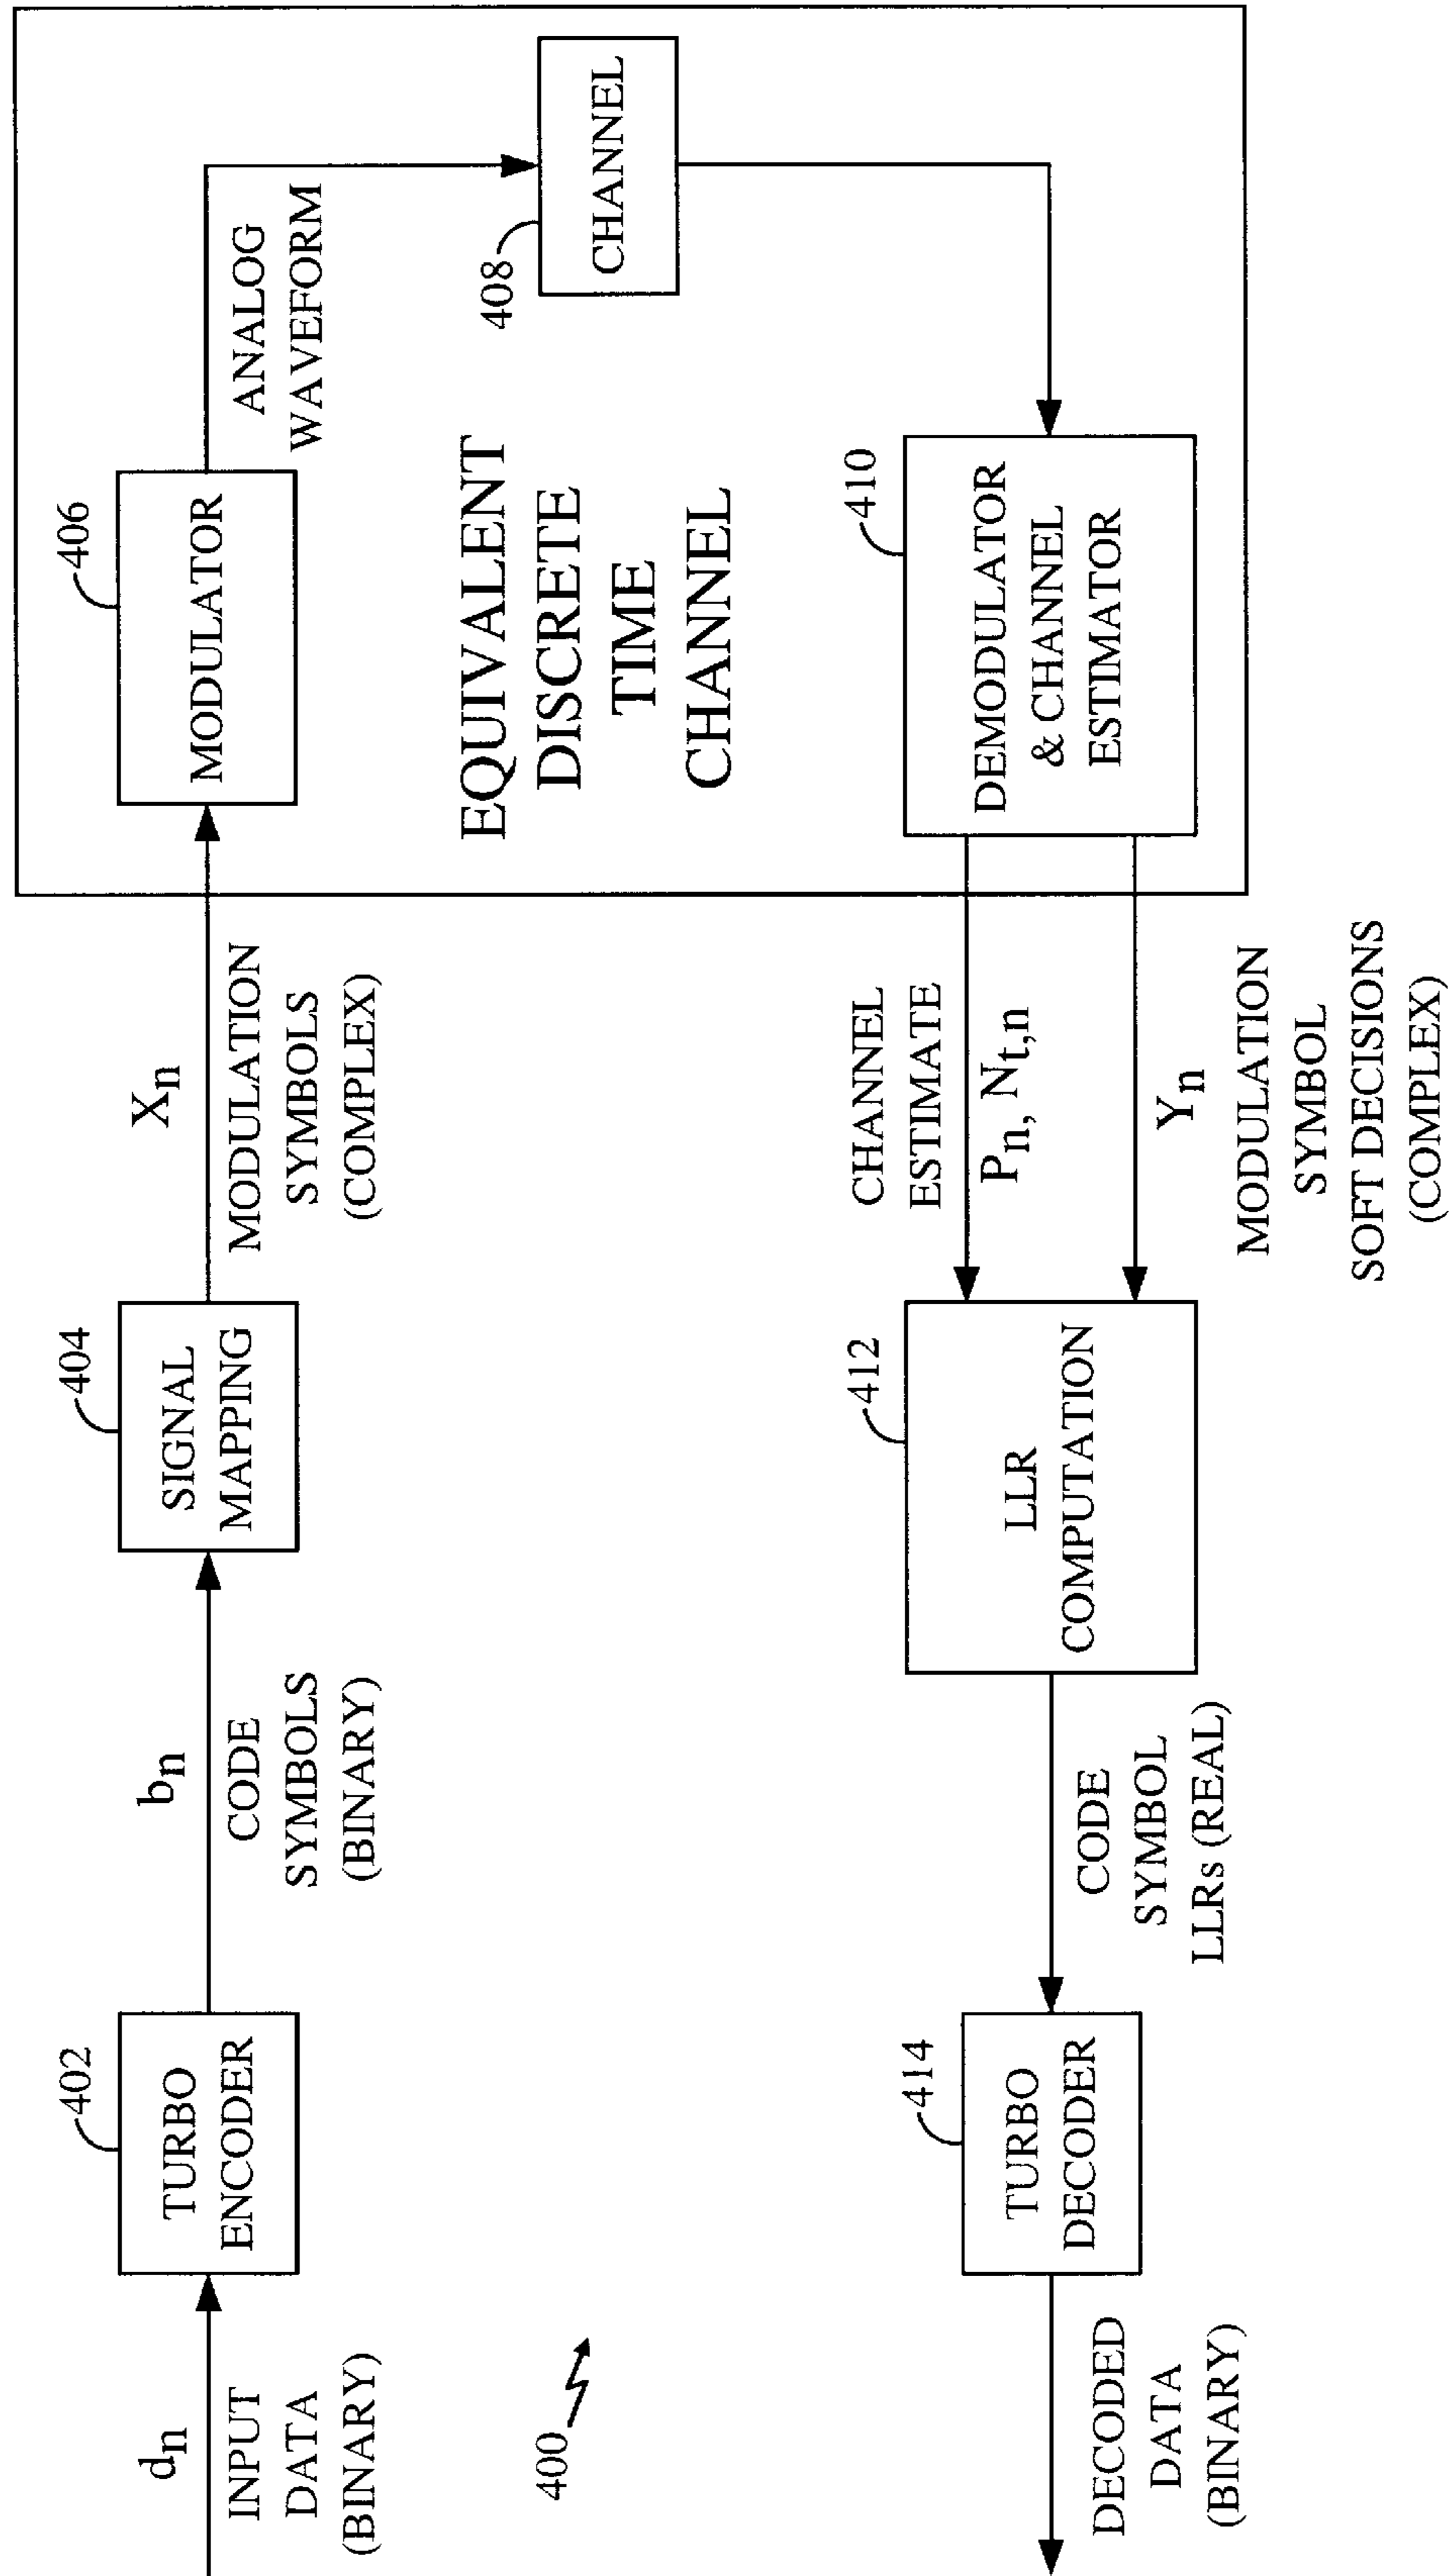 d_n
INPUT
DATA
(BINARY)
402
TURBO
ENCODER
b_n
CODE
SYMBOLS
(BINARY)
404
SIGNAL
MAPPING
X_n
MODULATION
SYMBOLS
(COMPLEX)
406
MODULATOR
ANALOG
WAVEFORM
EQUIVALENT
DISCRETE
TIME
CHANNEL
408
CHANNEL
410
DEMODULATOR
& CHANNEL
ESTIMATOR
CHANNEL
ESTIMATE
P_n, N_t,n
Y_n
MODULATION
SYMBOL
SOFT DECISIONS
(COMPLEX)
412
LLR
COMPUTATION
CODE
SYMBOL
LLRs (REAL)
414
TURBO
DECODER
DECODED
DATA
(BINARY)
400